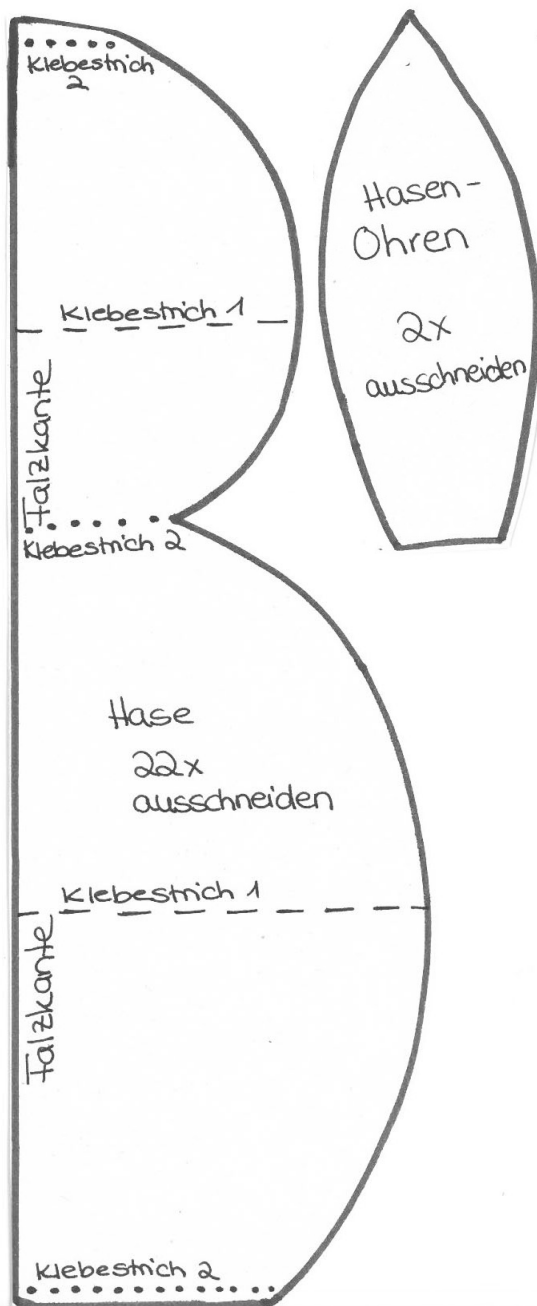 Klebestrich
2
Klebestrich 1
Falzkante
Klebestrich 2
Hase
22x
ausschneiden
Klebestrich 1
Falzkante
Klebestrich 2
Hasen-
Ohren
2x
ausschneiden